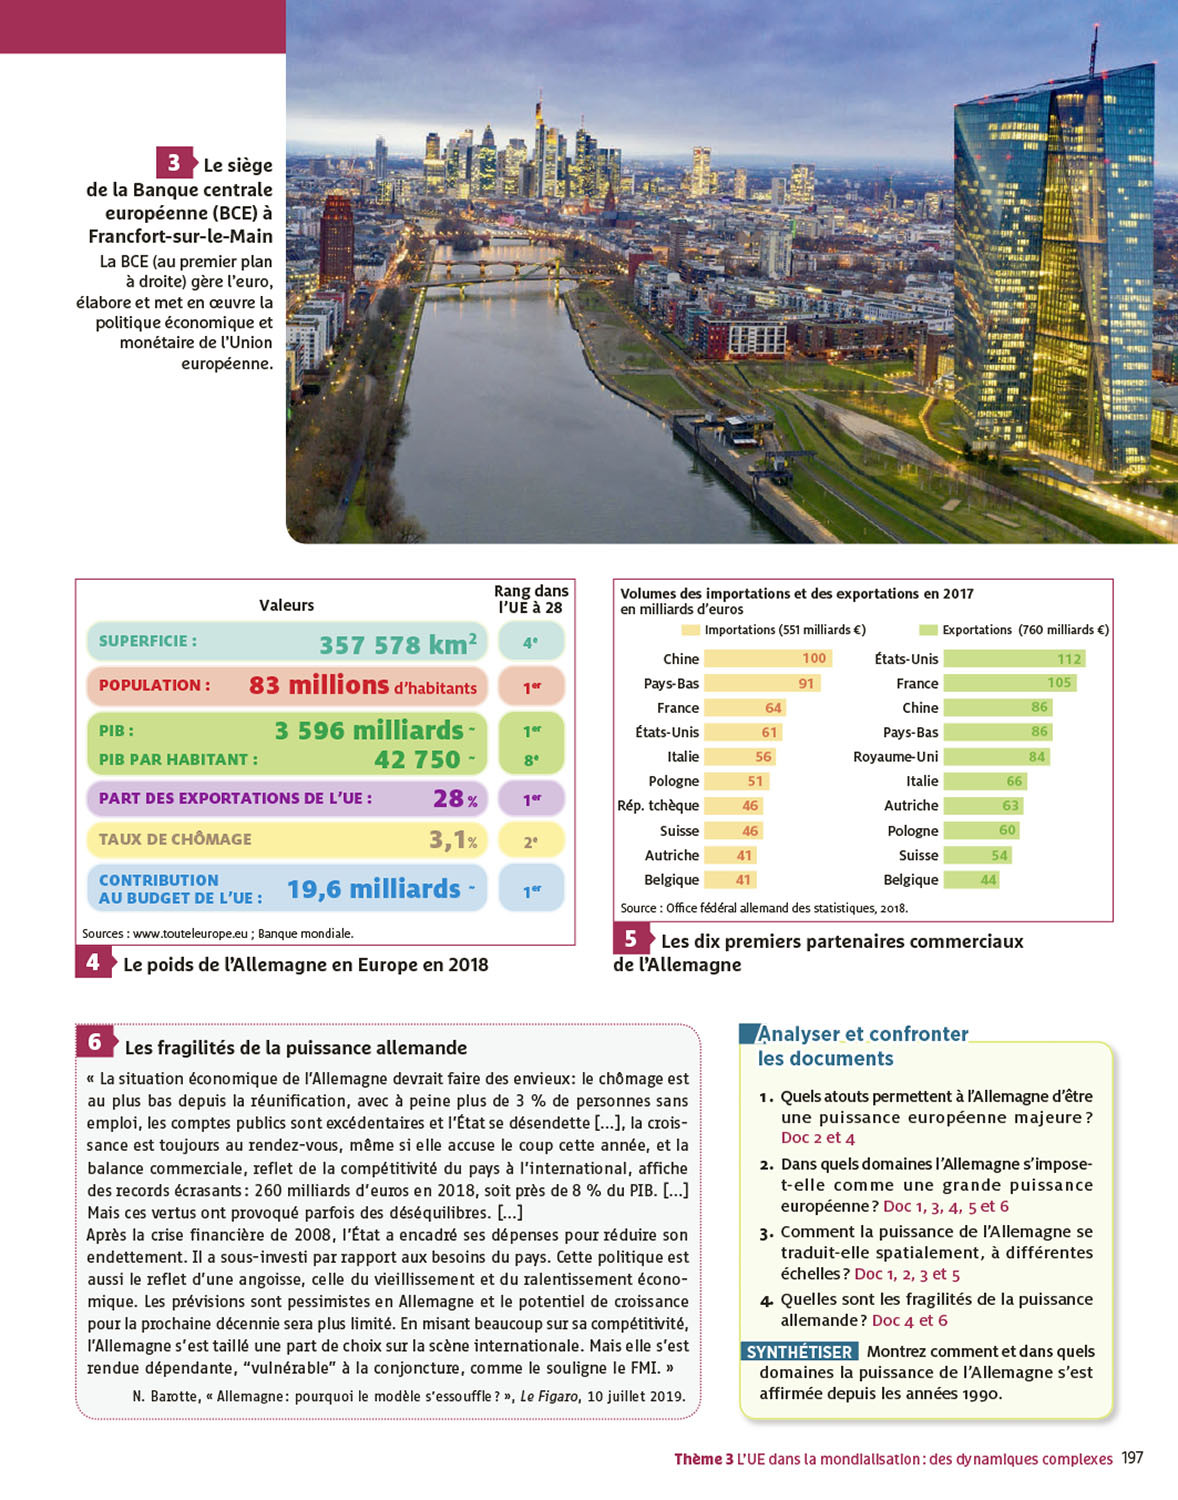 3 Le siège
de la Banque centrale
européenne (BCE) à
Francfort-sur-le-Main
La BCE (au premier plan
à droite) gère l'euro,
élabore et met en œuvre la
politique économique et
monétaire de l'Union
européenne.
Valeurs
Rang dans
l'UE à 28
SUPERFICIE : 357 578 km² 4e
POPULATION : 83 millions d'habitants 1er
PIB : 3 596 milliards 1er
PIB PAR HABITANT : 42 750 8e
PART DES EXPORTATIONS DE L'UE : 28 % 1er
TAUX DE CHÔMAGE 3,1% 2e
CONTRIBUTION
AU BUDGET DE L'UE : 19,6 milliards 1er
Sources : www.touteleurope.eu ; Banque mondiale.
4 Le poids de l'Allemagne en Europe en 2018
Volumes des importations et des exportations en 2017
en milliards d'euros
Importations (551 milliards €)
Chine 100
Pays-Bas 91
France 64
États-Unis 61
Italie 56
Pologne 51
Rép. tchèque 46
Suisse 46
Autriche 41
Belgique 41
Exportations (760 milliards €)
États-Unis 112
France 105
Chine 86
Pays-Bas 86
Royaume-Uni 84
Italie 66
Autriche 63
Pologne 60
Suisse 54
Belgique 44
Source : Office fédéral allemand des statistiques, 2018.
5 Les dix premiers partenaires commerciaux
de l'Allemagne
6 Les fragilités de la puissance allemande
« La situation économique de l'Allemagne devrait faire des envieux : le chômage est
au plus bas depuis la réunification, avec à peine plus de 3 % de personnes sans
emploi, les comptes publics sont excédentaires et l'État se désendette [...], la crois-
sance est toujours au rendez-vous, même si elle accuse le coup cette année, et la
balance commerciale, reflet de la compétitivité du pays à l'international, affiche
des records écrasants : 260 milliards d'euros en 2018, soit près de 8 % du PIB. [...]
Mais ces vertus ont provoqué parfois des déséquilibres. [...]
Après la crise financière de 2008, l'État a encadré ses dépenses pour réduire son
endettement. Il a sous-investi par rapport aux besoins du pays. Cette politique est
aussi le reflet d'une angoisse, celle du vieillissement et du ralentissement écono-
mique. Les prévisions sont pessimistes en Allemagne et le potentiel de croissance
pour la prochaine décennie sera plus limité. En misant beaucoup sur sa compétitivité,
l'Allemagne s'est taillé une part de choix sur la scène internationale. Mais elle s'est
rendue dépendante, “vulnérable” à la conjoncture, comme le souligne le FMI. »
N. Barotte, « Allemagne : pourquoi le modèle s'essouffle ? », Le Figaro, 10 juillet 2019.
Analyser et confronter
les documents
1. Quels atouts permettent à l'Allemagne d'être
une puissance européenne majeure ?
Doc 2 et 4
2. Dans quels domaines l'Allemagne s'impose-
t-elle comme une grande puissance
européenne ? Doc 1, 3, 4, 5 et 6
3. Comment la puissance de l'Allemagne se
traduit-elle spatialement, à différentes
échelles ? Doc 1, 2, 3 et 5
4. Quelles sont les fragilités de la puissance
allemande ? Doc 4 et 6
SYNTHÉTISER Montrez comment et dans quels
domaines la puissance de l'Allemagne s'est
affirmée depuis les années 1990.
Thème 3 L'UE dans la mondialisation : des dynamiques complexes 197